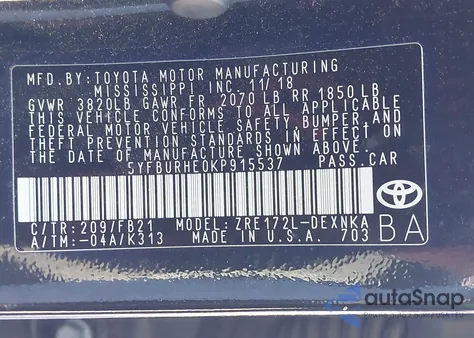 MFD.BY:TOYOTA MOTOR MANUFACTURING
MISSISSIPPI INC.11/18
GVWR 3820LB GAWR FR 2070 LB RR 1850 LB
THIS VEHICLE CONFORMS TO ALL APPLICABLE
FEDERAL MOTOR VEHICLE SAFETY, BUMPER, AND
THEFT PREVENTION STANDARDS IN EFFECT ON
THE DATE OF MANUFACTURE SHOWN ABOVE.
5YFBURHE0KP915537 PASS.CAR
C/TR:209/FB21 MODEL:ZRE172L-DEXNKA
A/TM:-04A/K313 MADE IN U.S.A. 703
BA
autoSnap